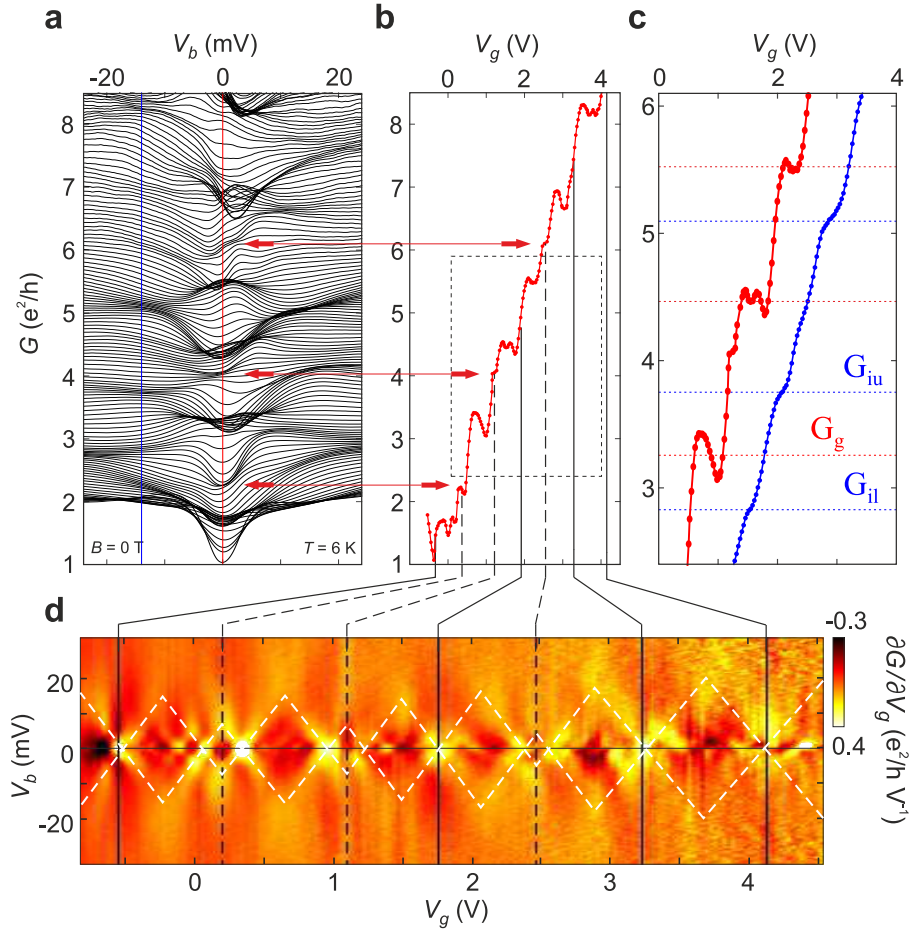 a
b
c
V_b (mV)
V_g (V)
V_g (V)
-20 0 20
0 1 2 3 4
0 2 4
8
7
6
5
4
3
2
1
G (e²/h)
B = 0 T
T = 6 K
6
5
4
3
G_iu
G_g
G_il
d
20
0
-20
V_b (mV)
0 1 2 3 4
V_g (V)
-0.3
0.4
∂G/∂V_g (e²/h V⁻¹)